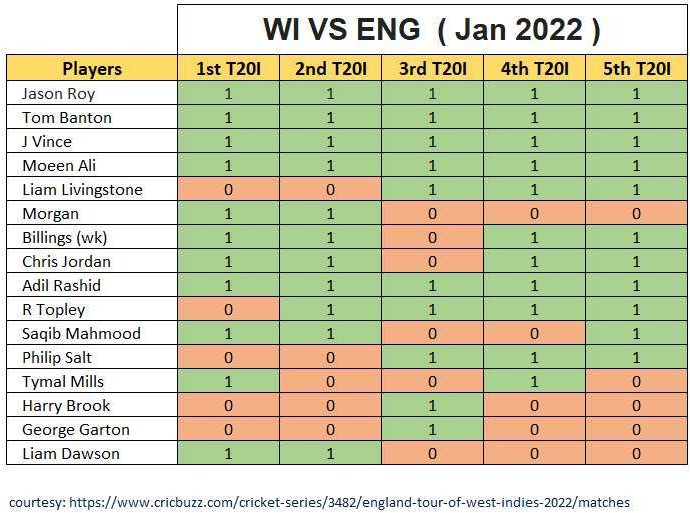 WI VS ENG ( Jan 2022 )
Players 1st T20I 2nd T20I 3rd T20I 4th T20I 5th T20I
Jason Roy 1 1 1 1 1
Tom Banton 1 1 1 1 1
J Vince 1 1 1 1 1
Moeen Ali 1 1 1 1 1
Liam Livingstone 0 0 1 1 1
Morgan 1 1 0 0 0
Billings (wk) 1 1 0 1 1
Chris Jordan 1 1 0 1 1
Adil Rashid 1 1 1 1 1
R Topley 0 1 1 1 1
Saqib Mahmood 1 1 0 0 1
Philip Salt 0 0 1 1 1
Tymal Mills 1 0 0 1 0
Harry Brook 0 0 1 0 0
George Garton 0 0 1 0 0
Liam Dawson 1 1 0 0 0
courtesy: https://www.cricbuzz.com/cricket-series/3482/england-tour-of-west-indies-2022/matches